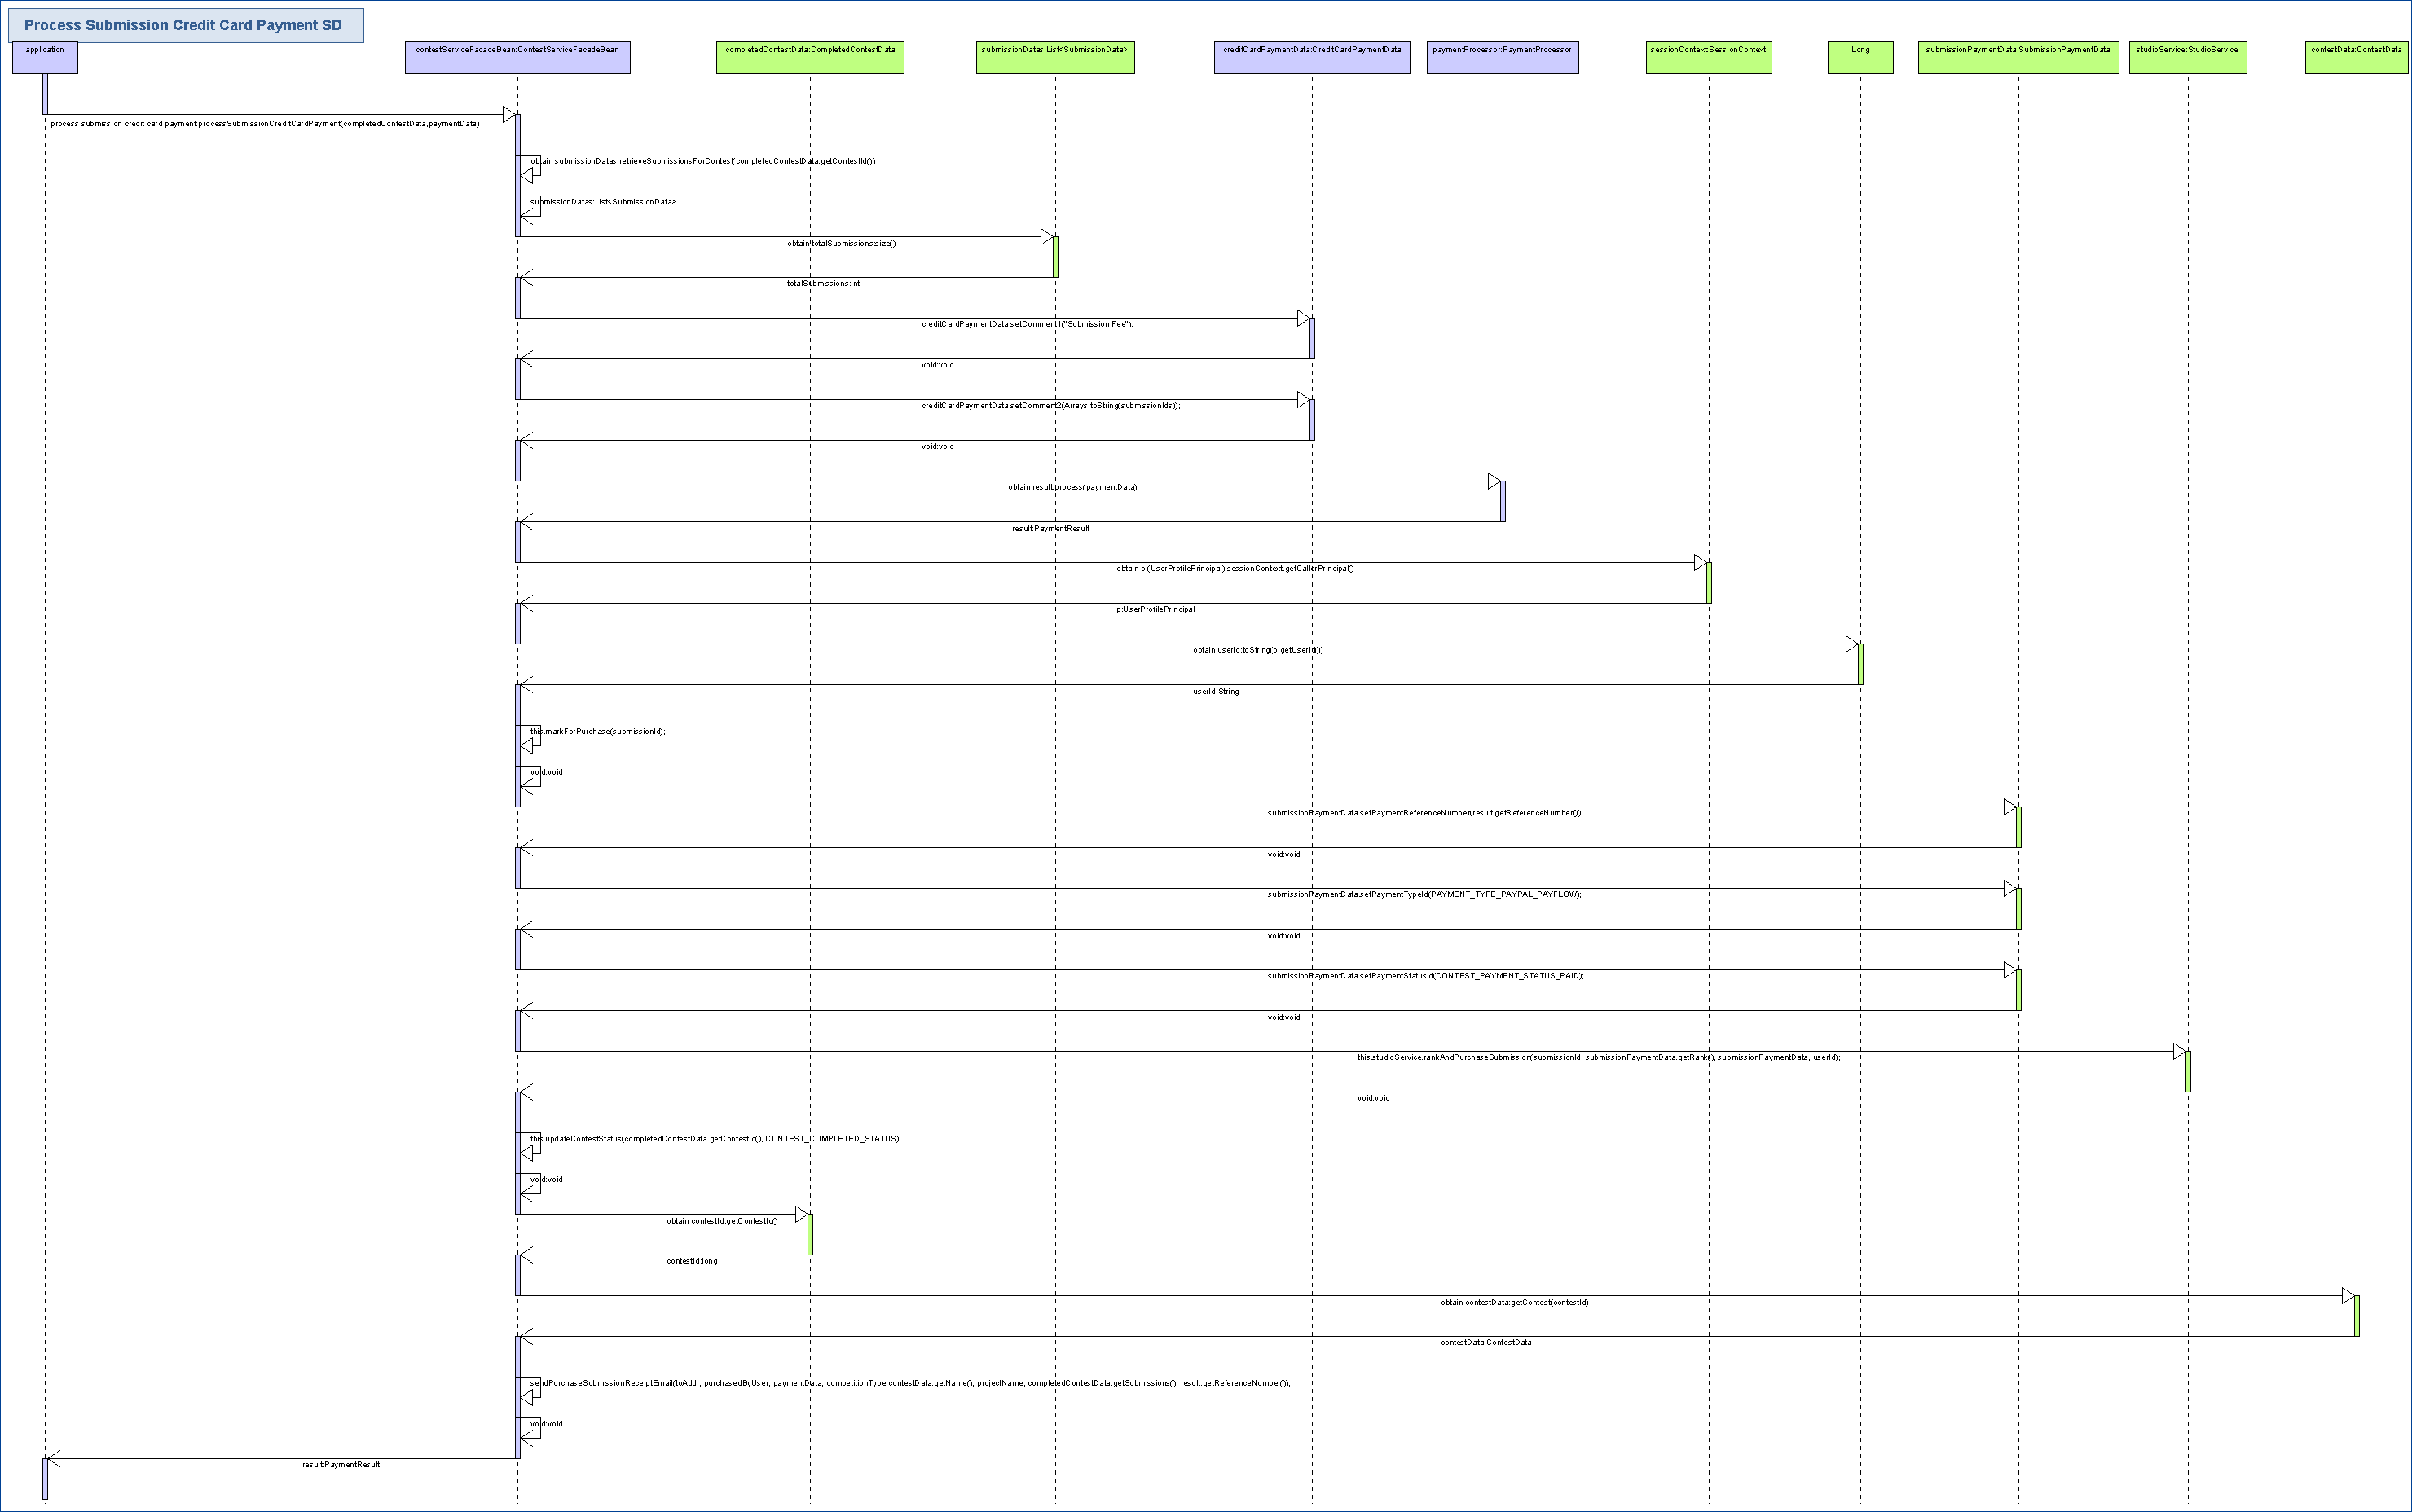 Process Submission Credit Card Payment SD
application
contestServiceFacadeBean:ContestServiceFacadeBean
completedContestData:CompletedContestData
submissionDatas:List<SubmissionData>
creditCardPaymentData:CreditCardPaymentData
paymentProcessor:PaymentProcessor
sessionContext:SessionContext
Long
submissionPaymentData:SubmissionPaymentData
studioService:StudioService
contestData:ContestData
process submission credit card payment:processSubmissionCreditCardPayment(completedContestData,paymentData)
obtain submissionDatas:retrieveSubmissionsForContest(completedContestData.getContestId())
submissionDatas:List<SubmissionData>
obtain totalSubmissions:size()
totalSubmissions:int
creditCardPaymentData.setComment1("Submission Fee");
void:void
creditCardPaymentData.setComment2(Arrays.toString(submissionIds));
void:void
obtain result:process(paymentData)
result:PaymentResult
obtain p:(UserProfilePrincipal) sessionContext.getCallerPrincipal()
p:UserProfilePrincipal
obtain userId:toString(p.getUserId())
userId:String
this.markForPurchase(submissionId);
void:void
submissionPaymentData.setPaymentReferenceNumber(result.getReferenceNumber());
void:void
submissionPaymentData.setPaymentTypeId(PAYMENT_TYPE_PAYPAL_PAYFLOW);
void:void
submissionPaymentData.setPaymentStatusId(CONTEST_PAYMENT_STATUS_PAID);
void:void
this.studioService.rankAndPurchaseSubmission(submissionId, submissionPaymentData.getRank(), submissionPaymentData, userId);
void:void
this.updateContestStatus(completedContestData.getContestId(), CONTEST_COMPLETED_STATUS);
void:void
obtain contestId:getContestId()
contestId:long
obtain contestData:getContest(contestId)
contestData:ContestData
sendPurchaseSubmissionReceiptEmail(toAddr, purchasedByUser, paymentData, competitionType,contestData.getName(), projectName, completedContestData.getSubmissions(), result.getReferenceNumber());
void:void
result:PaymentResult